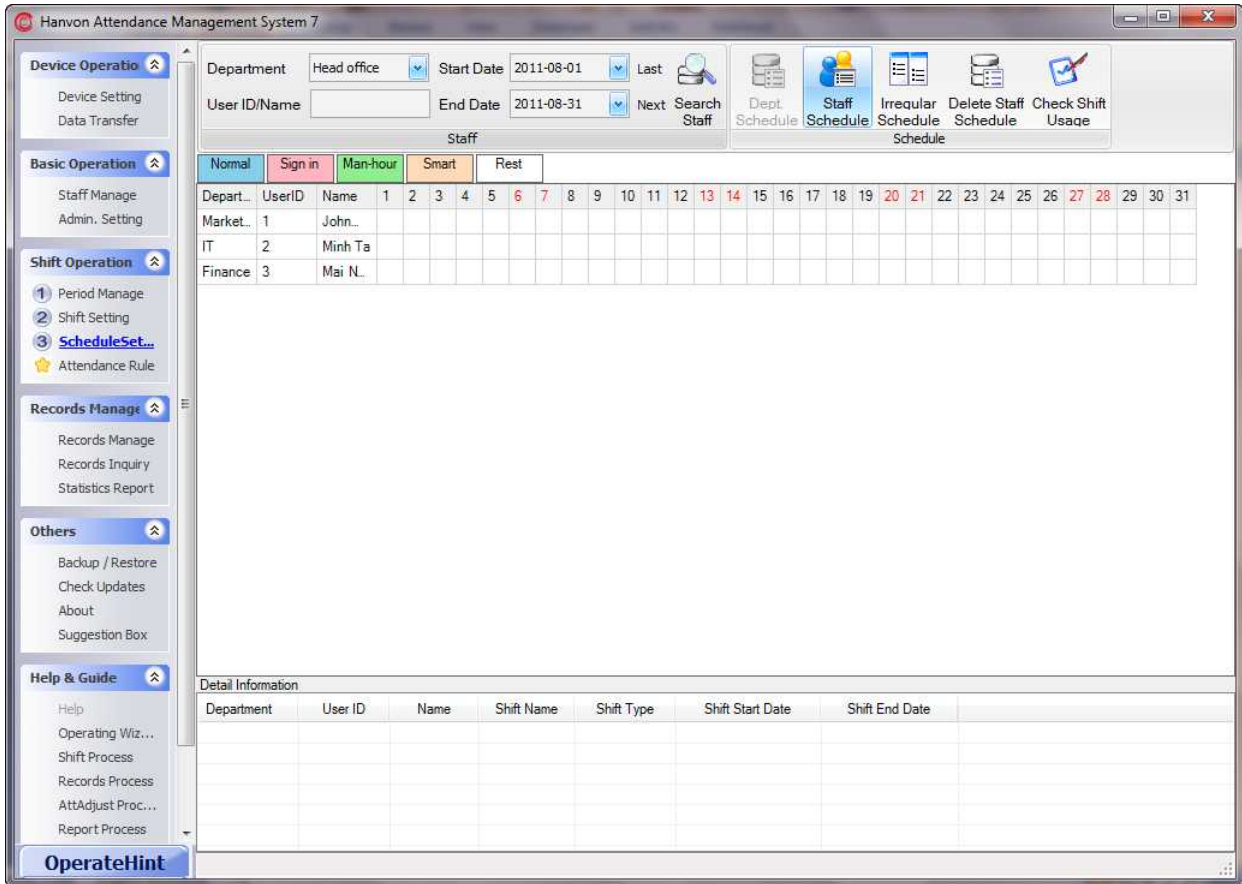 Hanvon Attendance Management System 7
Device Operatio
Device Setting
Data Transfer
Basic Operation
Staff Manage
Admin. Setting
Shift Operation
1 Period Manage
2 Shift Setting
3 ScheduleSet...
Attendance Rule
Records Manage
Records Manage
Records Inquiry
Statistics Report
Others
Backup / Restore
Check Updates
About
Suggestion Box
Help & Guide
Help
Operating Wiz...
Shift Process
Records Process
AttAdjust Proc...
Report Process
OperateHint
Department Head office Start Date 2011-08-01 Last
User ID/Name End Date 2011-08-31 Next
Search Staff
Staff
Dept. Schedule
Staff Schedule
Irregular Schedule
Delete Staff Schedule
Check Shift Usage
Schedule
Normal Sign in Man-hour Smart Rest
Depart... UserID Name 1 2 3 4 5 6 7 8 9 10 11 12 13 14 15 16 17 18 19 20 21 22 23 24 25 26 27 28 29 30 31
Market... 1 John...
IT 2 Minh Ta
Finance 3 Mai N...
Detail Information
Department User ID Name Shift Name Shift Type Shift Start Date Shift End Date